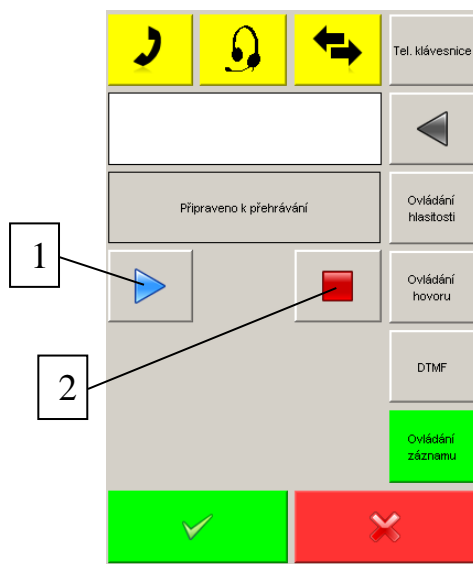 Tel. klávesnice
Připraveno k přehrávání
Ovládání
hlasitosti
1
Ovládání
hovoru
2
DTMF
Ovládání
záznamu